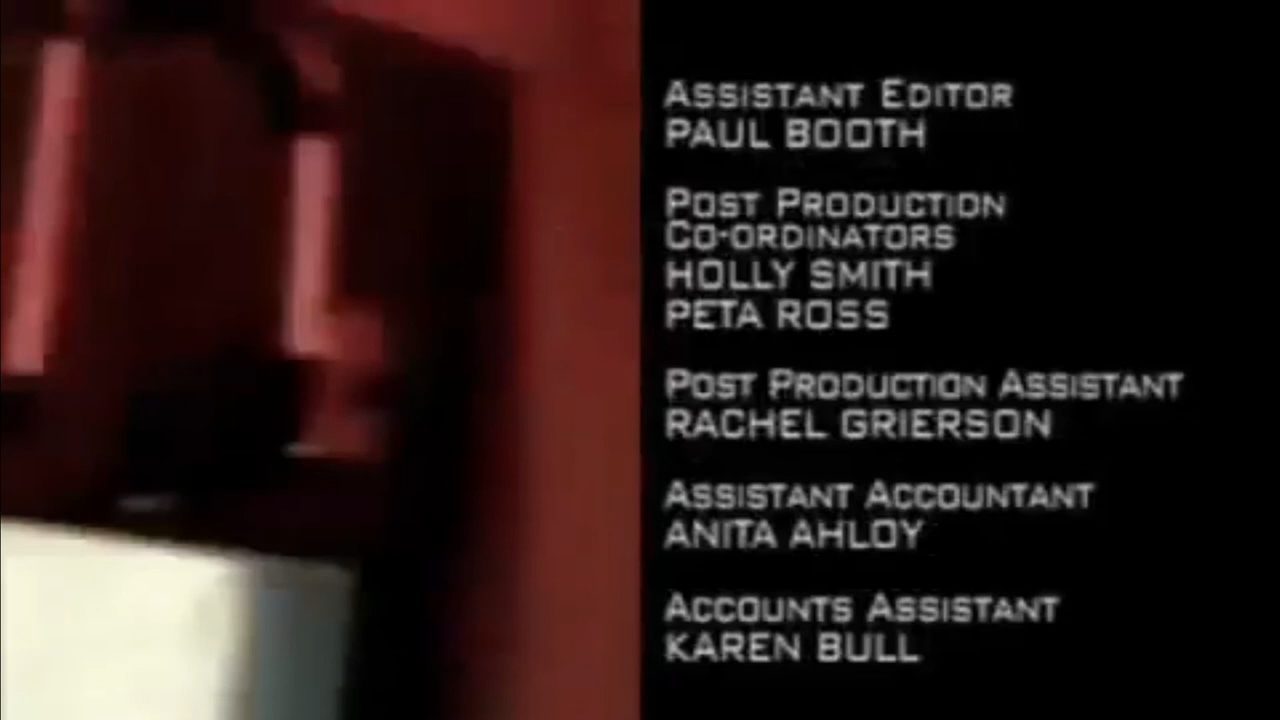 Assistant Editor
PAUL BOOTH
Post Production
Co-ordinators
HOLLY SMITH
PETA ROSS
Post Production Assistant
RACHEL GRIERSON
Assistant Accountant
ANITA AHLOY
Accounts Assistant
KAREN BULL